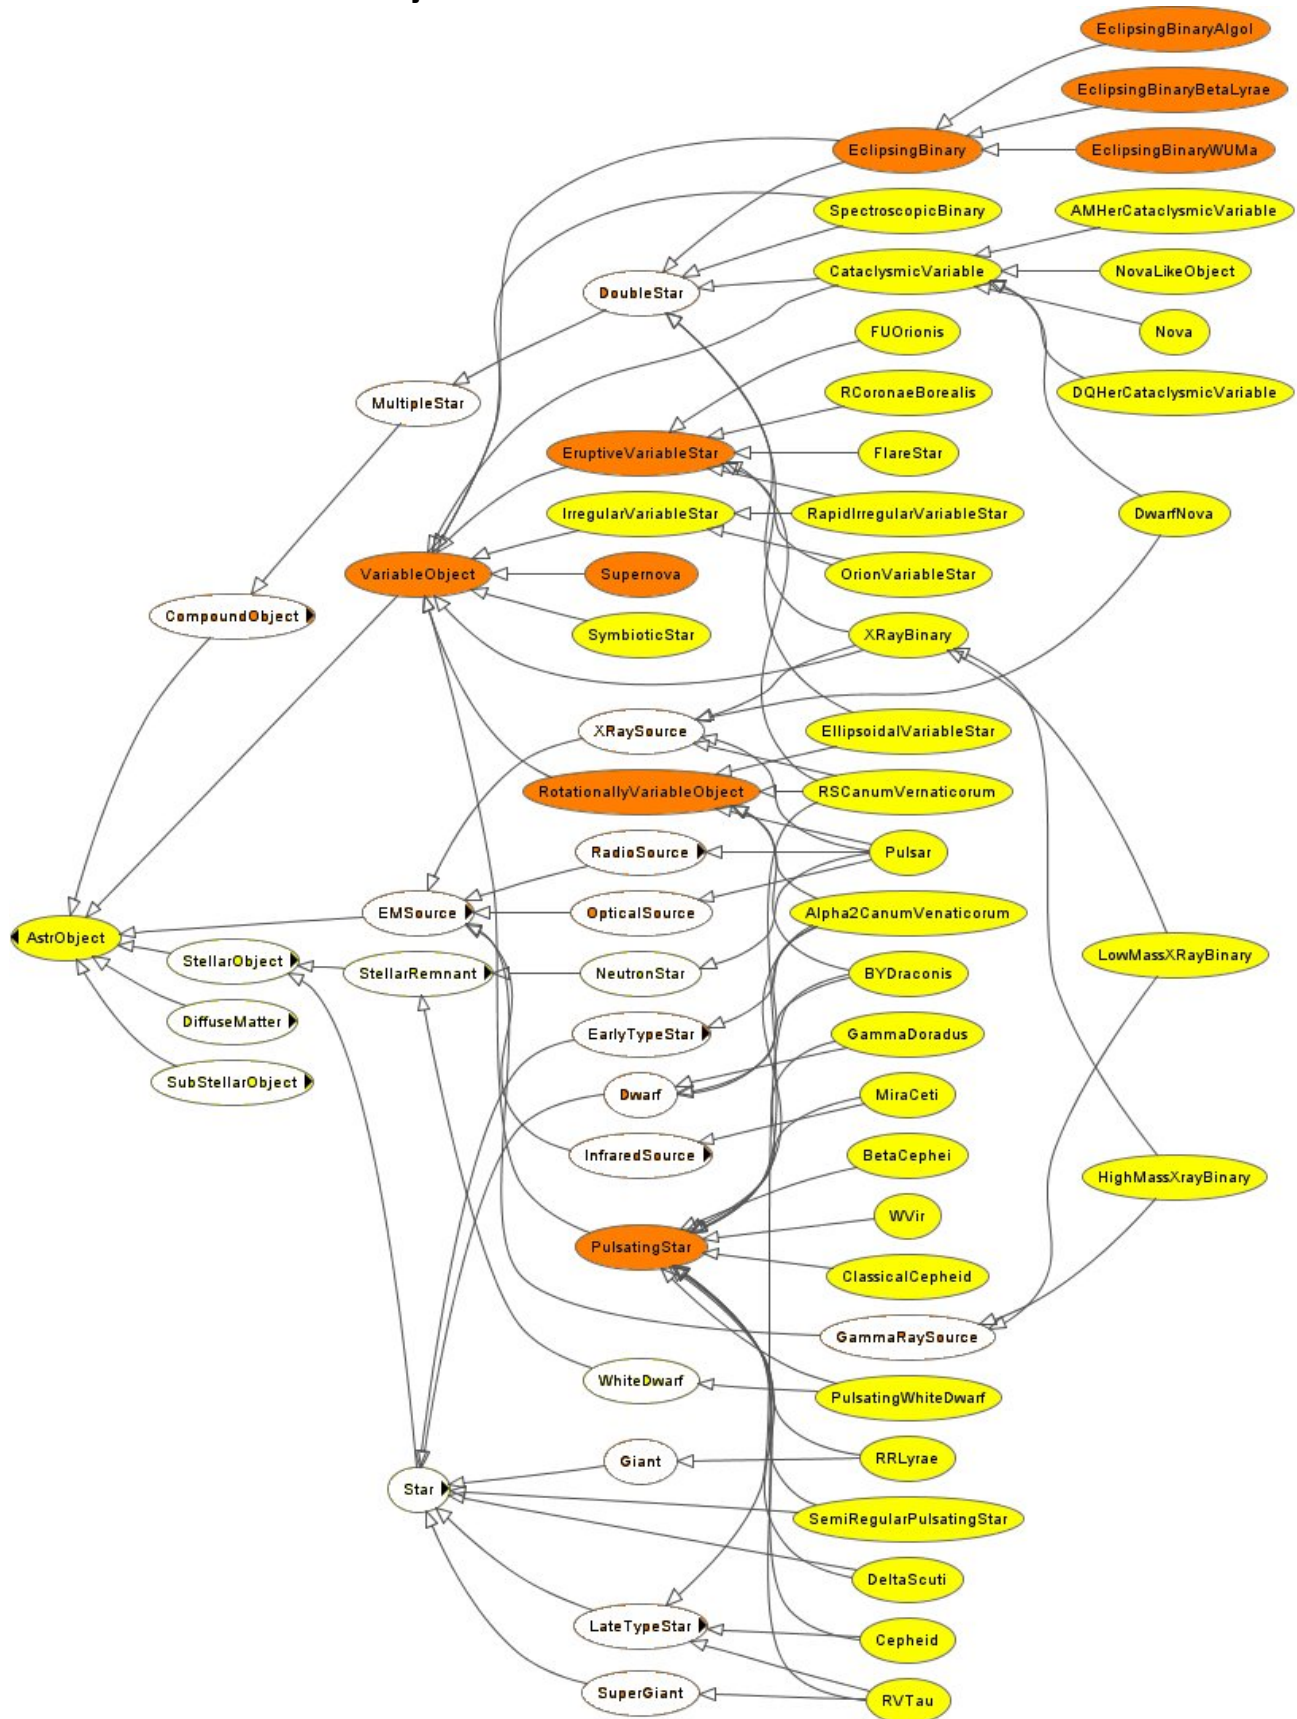 EclipsingBinaryAlgol
EclipsingBinaryBetaLyrae
EclipsingBinary
EclipsingBinaryWUMa
SpectroscopicBinary
AMHerCataclysmicVariable
CataclysmicVariable
NovaLikeObject
DoubleStar
FUOrionis
Nova
RCoronaeBorealis
DQHerCataclysmicVariable
MultipleStar
EruptiveVariableStar
FlareStar
IrregularVariableStar
RapidIrregularVariableStar
DwarfNova
VariableObject
Supernova
OrionVariableStar
CompoundObject
SymbioticStar
XRayBinary
XRaySource
EllipsoidalVariableStar
RotationallyVariableObject
RSCanumVernaticorum
RadioSource
Pulsar
EMSource
OpticalSource
Alpha2CanumVenaticorum
AstrObject
StellarObject
StellarRemnant
NeutronStar
BYDraconis
LowMassXRayBinary
DiffuseMatter
EarlyTypeStar
GammaDoradus
SubStellarObject
Dwarf
MiraCeti
InfraredSource
BetaCephei
HighMassXrayBinary
WVir
PulsatingStar
ClassicalCepheid
GammaRaySource
WhiteDwarf
PulsatingWhiteDwarf
Giant
RRLyrae
Star
SemiRegularPulsatingStar
DeltaScuti
LateTypeStar
Cepheid
SuperGiant
RVTau